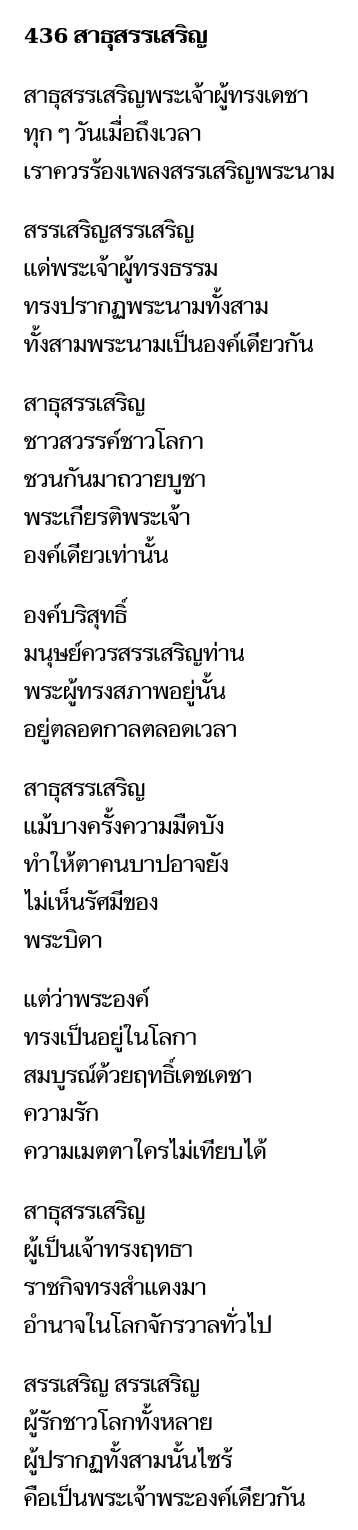 436 สาธุสรรเสริญ
สาธุสรรเสริญพระเจ้าผู้ทรงเดชา
ทุก ๆ วันเมื่อถึงเวลา
เราควรร้องเพลงสรรเสริญพระนาม
สรรเสริญสรรเสริญ
แด่พระเจ้าผู้ทรงธรรม
ทรงปรากฏพระนามทั้งสาม
ทั้งสามพระนามเป็นองค์เดียวกัน
สาธุสรรเสริญ
ชาวสวรรค์ชาวโลกา
ชวนกันมาถวายบูชา
พระเกียรติพระเจ้า
องค์เดียวเท่านั้น
องค์บริสุทธิ์
มนุษย์ควรสรรเสริญท่าน
พระผู้ทรงสภาพอยู่นั้น
อยู่ตลอดกาลตลอดเวลา
สาธุสรรเสริญ
แม้บางครั้งความมืดบัง
ทำให้ตาคนบาปอาจยัง
ไม่เห็นรัศมีของ
พระบิดา
แต่ว่าพระองค์
ทรงเป็นอยู่ในโลกา
สมบูรณ์ด้วยฤทธิ์เดชเดชา
ความรัก
ความเมตตาใครไม่เทียบได้
สาธุสรรเสริญ
ผู้เป็นเจ้าทรงฤทธา
ราชกิจทรงสำแดงมา
อำนาจในโลกจักรวาลทั่วไป
สรรเสริญ สรรเสริญ
ผู้รักชาวโลกทั้งหลาย
ผู้ปรากฏทั้งสามนั้นไซร้
คือเป็นพระเจ้าพระองค์เดียวกัน